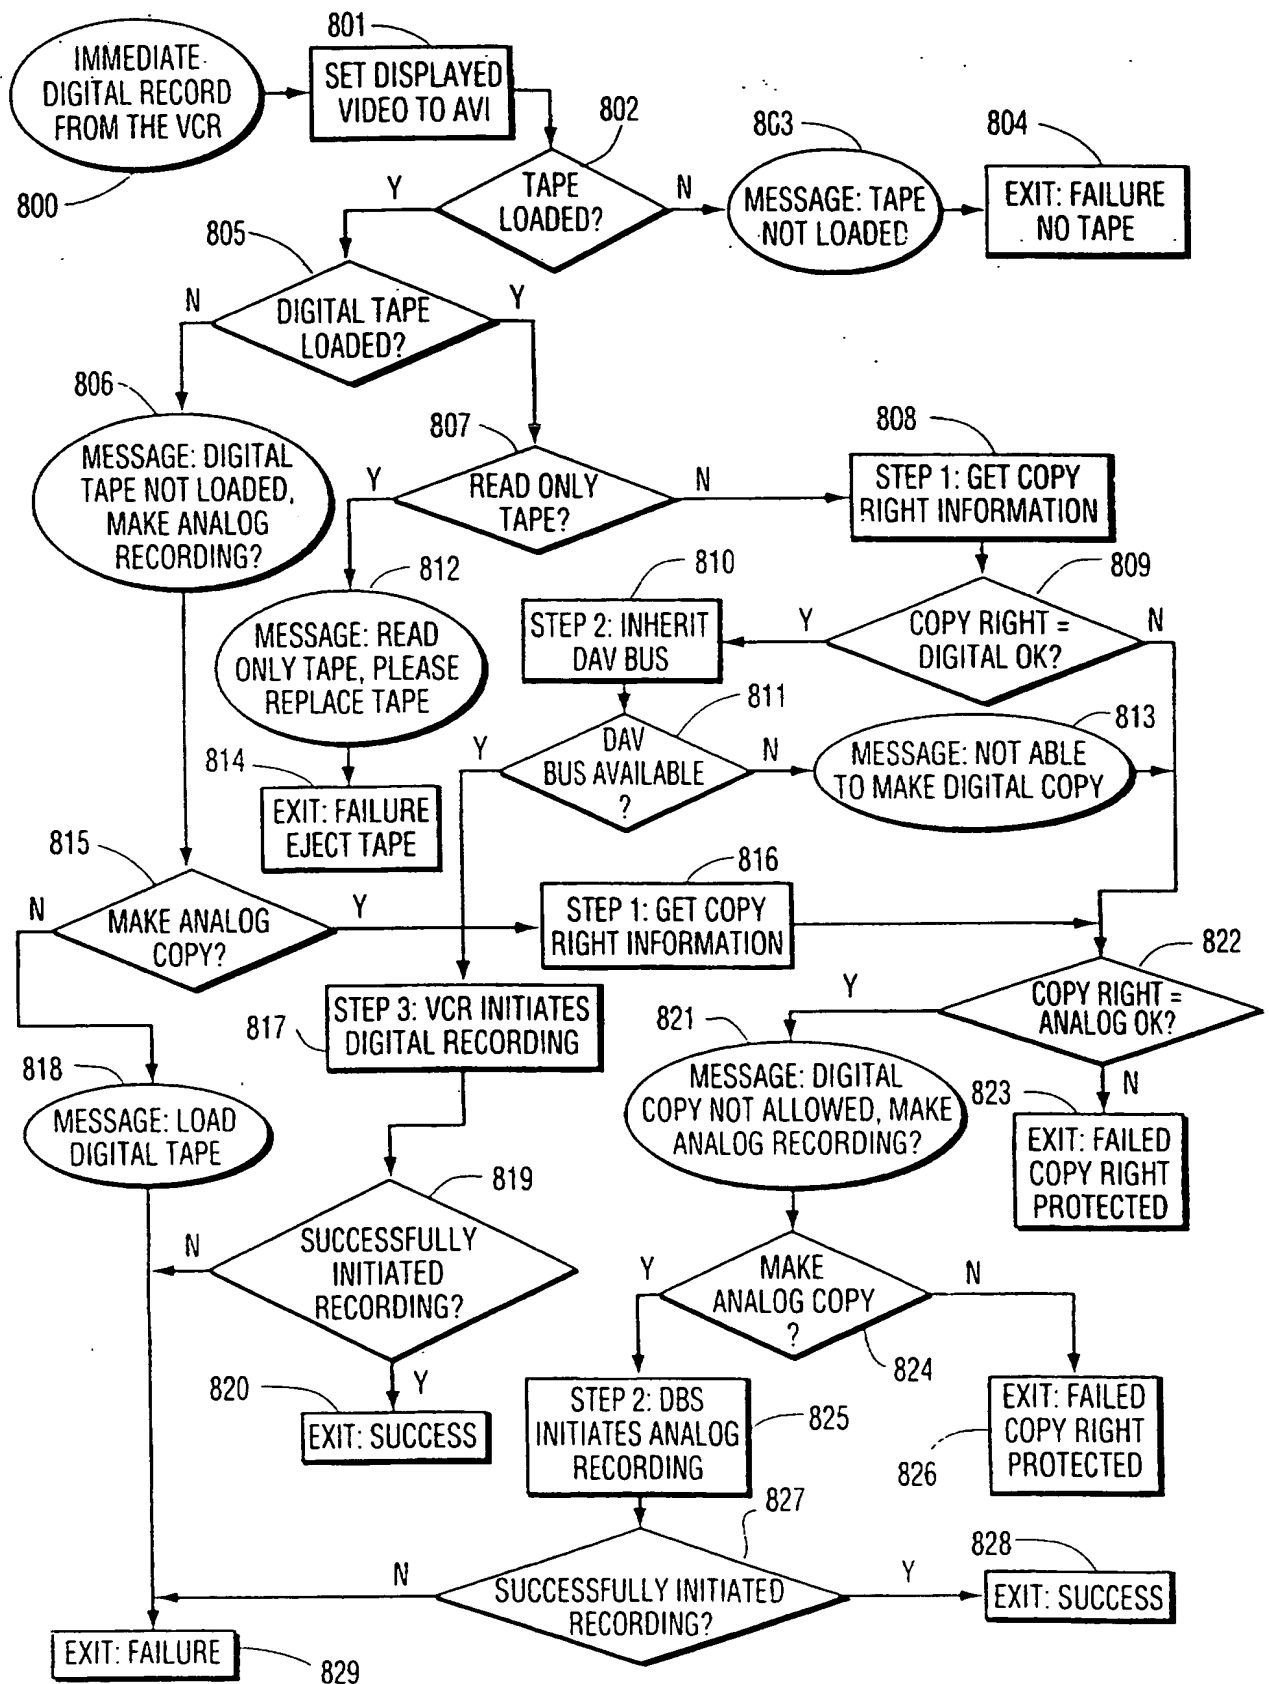 801
IMMEDIATE
DIGITAL RECORD
FROM THE VCR
800
SET DISPLAYED
VIDEO TO AVI
802
TAPE
LOADED?
Y
N
803
MESSAGE: TAPE
NOT LOADED
804
EXIT: FAILURE
NO TAPE
805
DIGITAL TAPE
LOADED?
N
Y
806
MESSAGE: DIGITAL
TAPE NOT LOADED,
MAKE ANALOG
RECORDING?
807
READ ONLY
TAPE?
Y
N
808
STEP 1: GET COPY
RIGHT INFORMATION
809
COPY RIGHT =
DIGITAL OK?
Y
N
810
STEP 2: INHERIT
DAV BUS
812
MESSAGE: READ
ONLY TAPE, PLEASE
REPLACE TAPE
811
DAV
BUS AVAILABLE
?
Y
N
813
MESSAGE: NOT ABLE
TO MAKE DIGITAL COPY
814
EXIT: FAILURE
EJECT TAPE
815
MAKE ANALOG
COPY?
N
Y
816
STEP 1: GET COPY
RIGHT INFORMATION
822
COPY RIGHT =
ANALOG OK?
Y
N
817
STEP 3: VCR INITIATES
DIGITAL RECORDING
821
MESSAGE: DIGITAL
COPY NOT ALLOWED, MAKE
ANALOG RECORDING?
823
EXIT: FAILED
COPY RIGHT
PROTECTED
818
MESSAGE: LOAD
DIGITAL TAPE
819
SUCCESSFULLY
INITIATED
RECORDING?
N
Y
820
EXIT: SUCCESS
MAKE
ANALOG COPY
?
Y
N
824
STEP 2: DBS
INITIATES ANALOG
RECORDING
825
EXIT: FAILED
COPY RIGHT
PROTECTED
826
827
SUCCESSFULLY INITIATED
RECORDING?
N
Y
828
EXIT: SUCCESS
EXIT: FAILURE
829